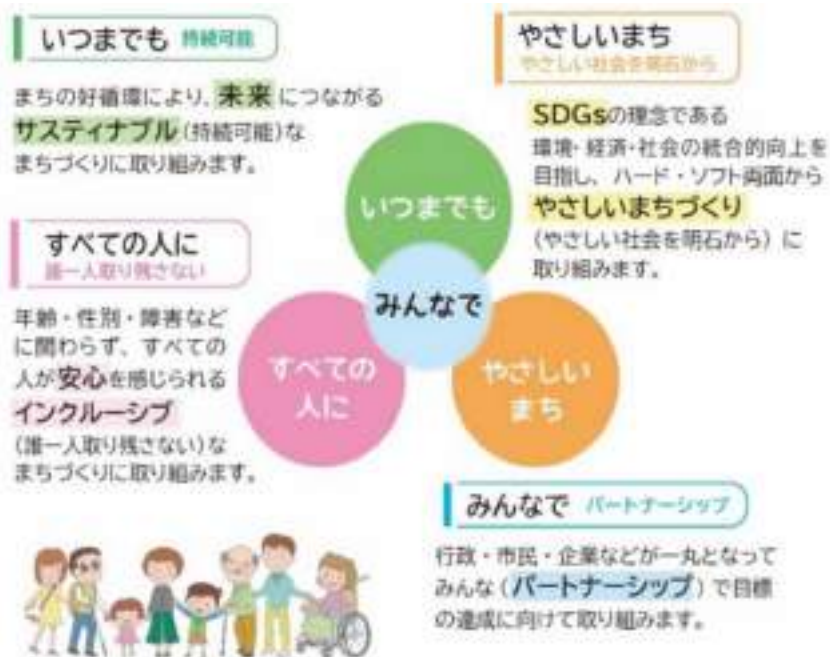 いつまでも 持続可能
まちの好循環により、未来につながる
サスティナブル(持続可能)な
まちづくりに取り組みます。
やさしいまち
やさしい社会を明石から
SDGsの理念である
環境・経済・社会の統合的向上を
目指し、ハード・ソフト両面から
やさしいまちづくり
(やさしい社会を明石から)に
取り組みます。
すべての人に
誰一人取り残さない
年齢・性別・障害など
に関わらず、すべての
人が安心を感じられる
インクルーシブ
(誰一人取り残さない)な
まちづくりに取り組みます。
いつまでも
みんなで
すべての
人に
やさしい
まち
みんなで パートナーシップ
行政・市民・企業などが一丸となって
みんな(パートナーシップ)で目標
の達成に向けて取り組みます。